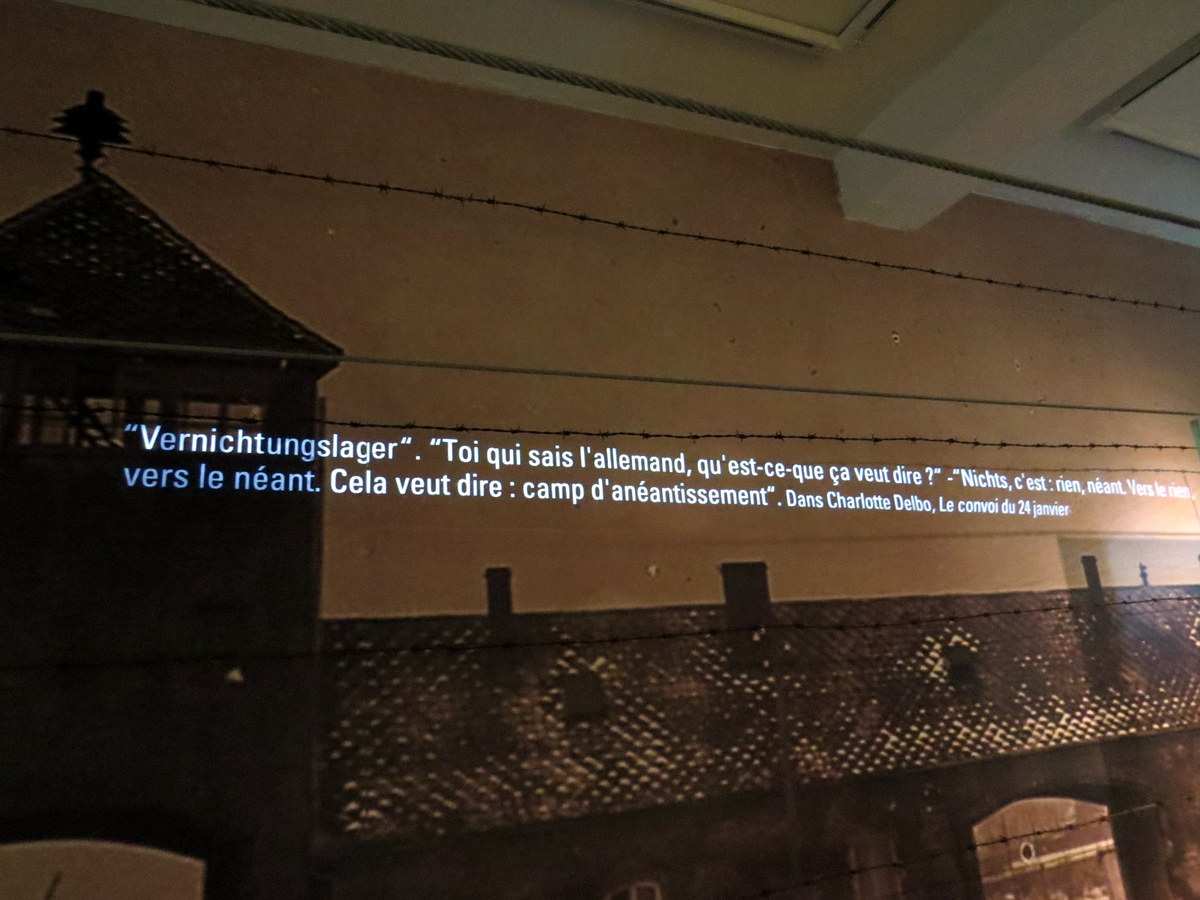 “Vernichtungslager“. “Toi qui sais l'allemand, qu'est-ce-que ça veut dire ?“ -“Nichts, c'est : rien, néant. Vers le rien
vers le néant. Cela veut dire : camp d'anéantissement“. Dans Charlotte Delbo, Le convoi du 24 janvier